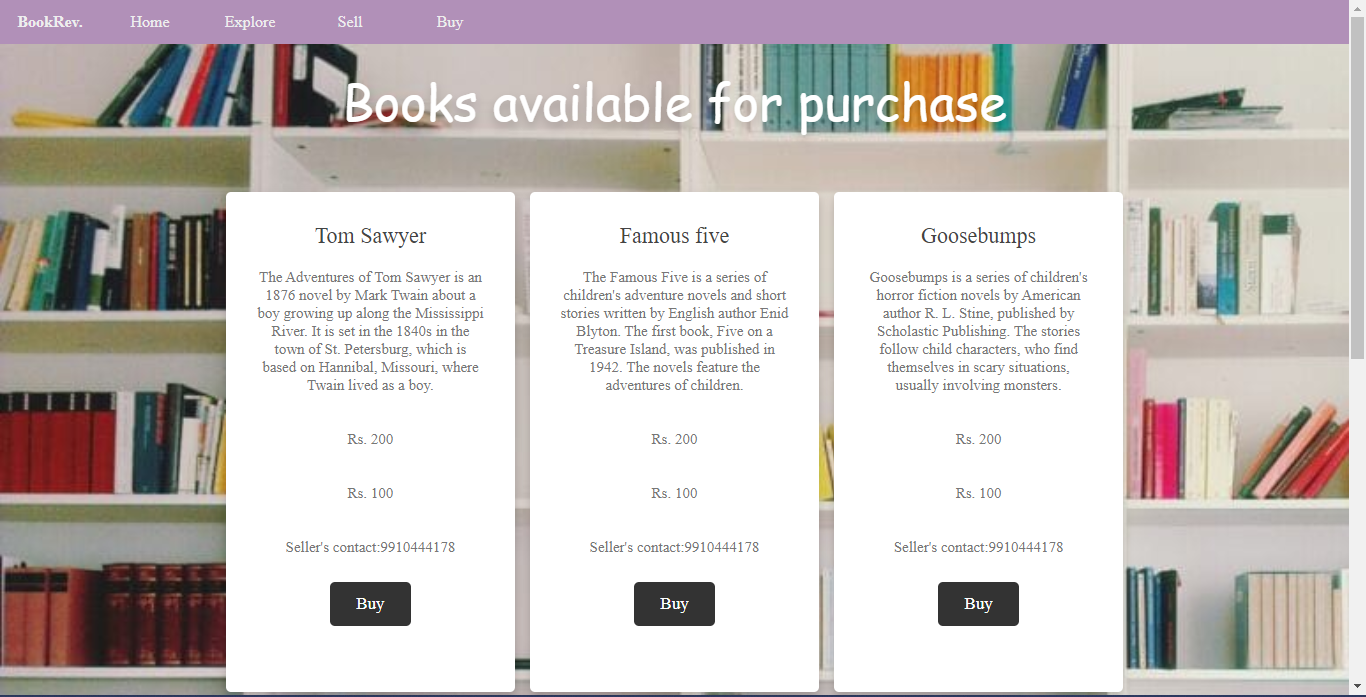 BookRev. Home Explore Sell Buy
Books available for purchase
Tom Sawyer
The Adventures of Tom Sawyer is an
1876 novel by Mark Twain about a
boy growing up along the Mississippi
River. It is set in the 1840s in the
town of St. Petersburg, which is
based on Hannibal, Missouri, where
Twain lived as a boy.
Rs. 200
Rs. 100
Seller's contact:9910444178
Buy
Famous five
The Famous Five is a series of
children's adventure novels and short
stories written by English author Enid
Blyton. The first book, Five on a
Treasure Island, was published in
1942. The novels feature the
adventures of children.
Rs. 200
Rs. 100
Seller's contact:9910444178
Buy
Goosebumps
Goosebumps is a series of children's
horror fiction novels by American
author R. L. Stine, published by
Scholastic Publishing. The stories
follow child characters, who find
themselves in scary situations,
usually involving monsters.
Rs. 200
Rs. 100
Seller's contact:9910444178
Buy